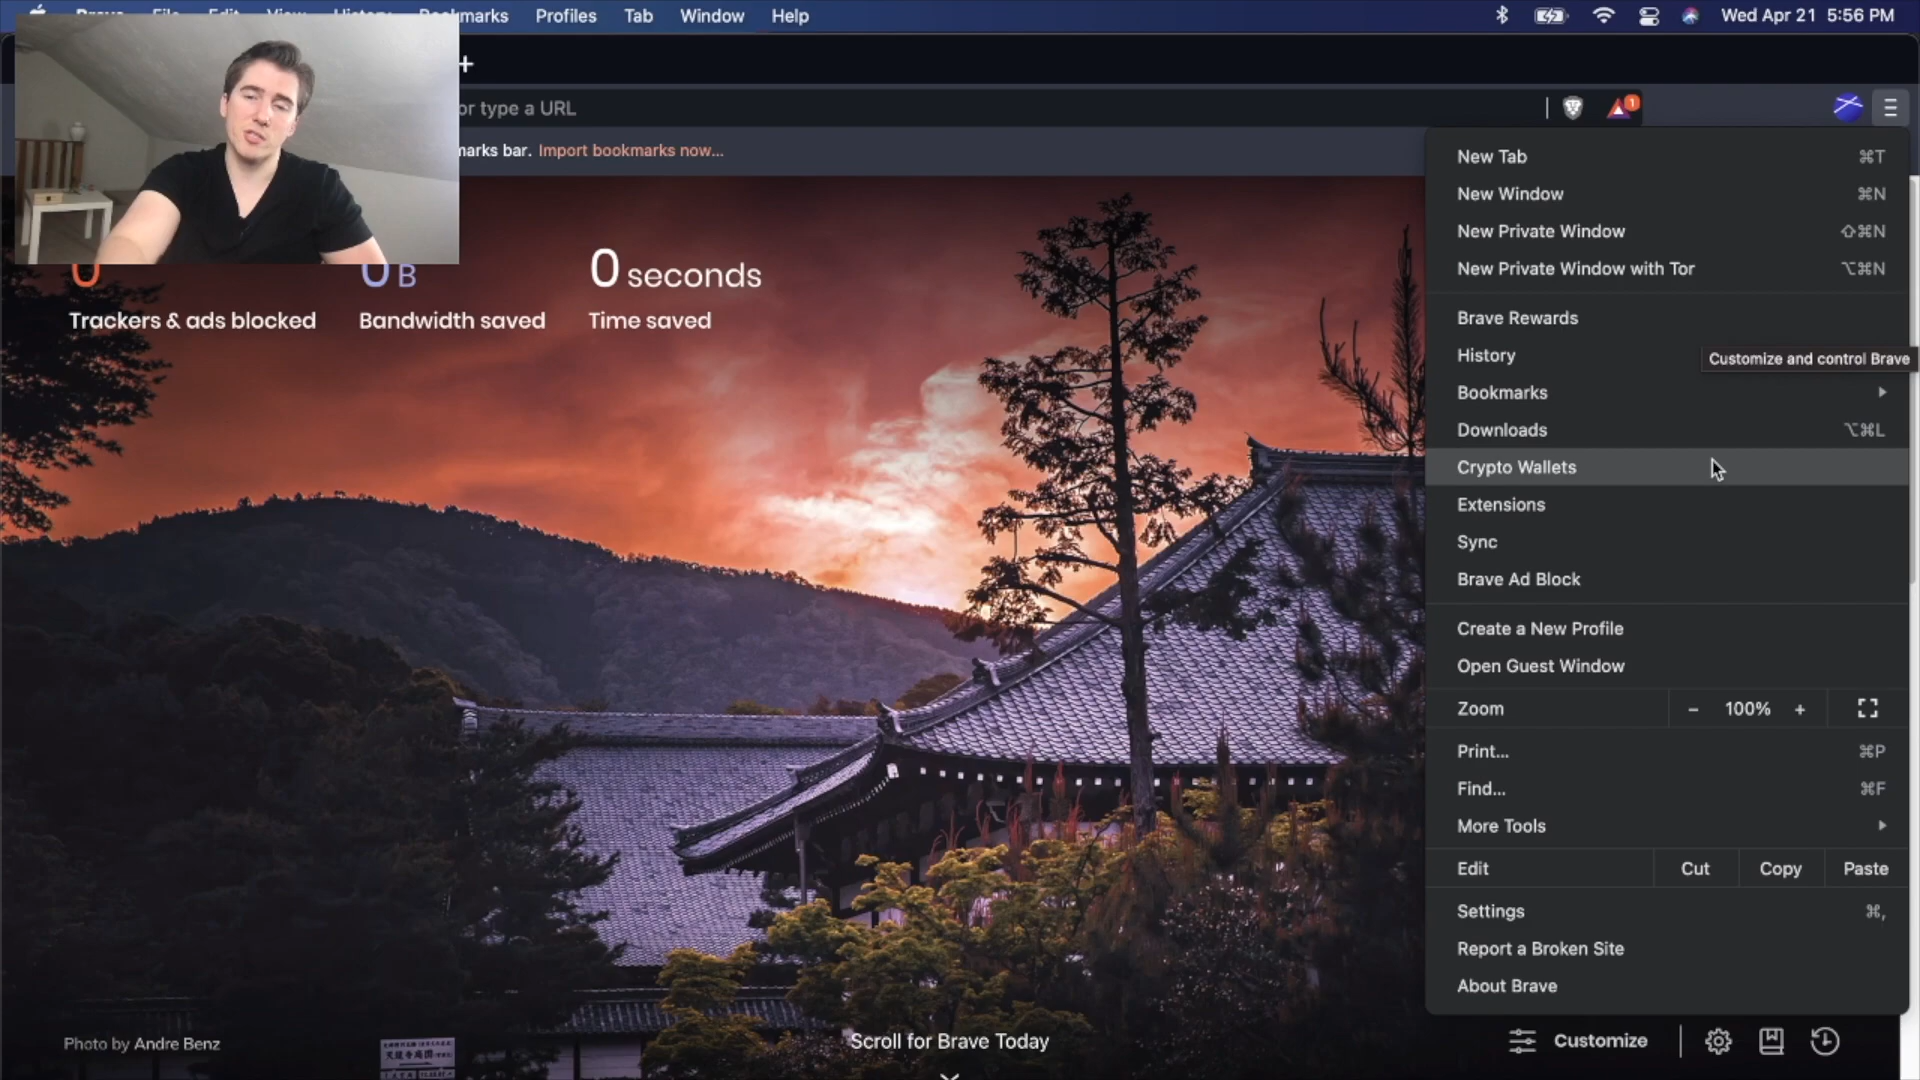 Bookmarks
Profiles
Tab
Window
Help
Wed Apr 21 5:56 PM
+
or type a URL
1
marks bar. Import bookmarks now...
0
Trackers & ads blocked
0 B
Bandwidth saved
0 seconds
Time saved
New Tab ⌘T
New Window ⌘N
New Private Window ⇧⌘N
New Private Window with Tor ⌥⌘N
Brave Rewards
History
Customize and control Brave
Bookmarks
Downloads ⌥⌘L
Crypto Wallets
Extensions
Sync
Brave Ad Block
Create a New Profile
Open Guest Window
Zoom − 100% +
Print... ⌘P
Find... ⌘F
More Tools
Edit Cut Copy Paste
Settings ⌘,
Report a Broken Site
About Brave
Photo by Andre Benz
Scroll for Brave Today
Customize